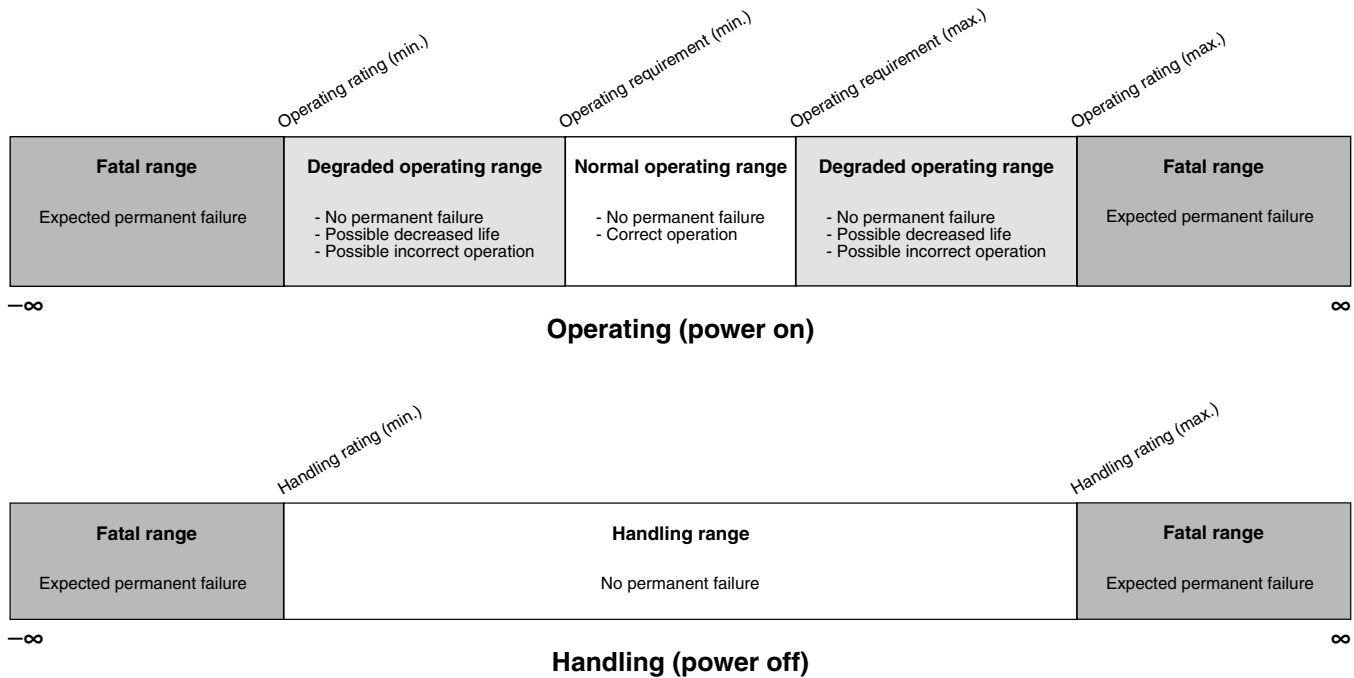 Operating rating (min.)
Operating requirement (min.)
Operating requirement (max.)
Operating rating (max.)
Fatal range
Expected permanent failure
Degraded operating range
- No permanent failure
- Possible decreased life
- Possible incorrect operation
Normal operating range
- No permanent failure
- Correct operation
Degraded operating range
- No permanent failure
- Possible decreased life
- Possible incorrect operation
Fatal range
Expected permanent failure
–∞
∞
Operating (power on)
Handling rating (min.)
Handling rating (max.)
Fatal range
Expected permanent failure
Handling range
No permanent failure
Fatal range
Expected permanent failure
–∞
∞
Handling (power off)